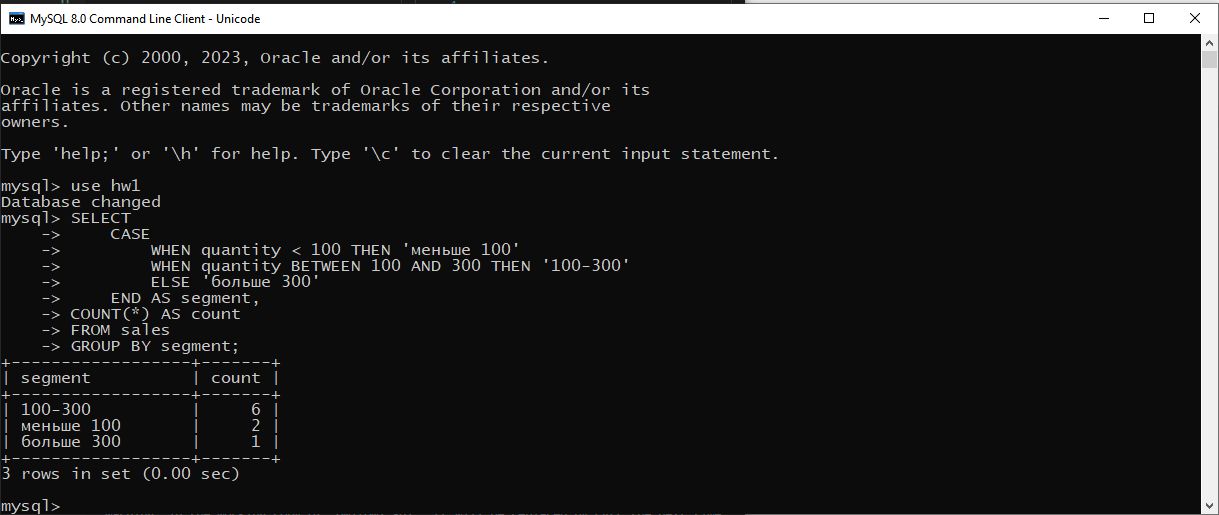 MySQL 8.0 Command Line Client - Unicode
Copyright (c) 2000, 2023, Oracle and/or its affiliates.
Oracle is a registered trademark of Oracle Corporation and/or its
affiliates. Other names may be trademarks of their respective
owners.
Type 'help;' or '\h' for help. Type '\c' to clear the current input statement.
mysql> use hw1
Database changed
mysql> SELECT
    ->     CASE
    ->         WHEN quantity < 100 THEN 'меньше 100'
    ->         WHEN quantity BETWEEN 100 AND 300 THEN '100-300'
    ->         ELSE 'больше 300'
    ->     END AS segment,
    -> COUNT(*) AS count
    -> FROM sales
    -> GROUP BY segment;
+------------------+-------+
| segment          | count |
+------------------+-------+
| 100-300          |     6 |
| меньше 100       |     2 |
| больше 300       |     1 |
+------------------+-------+
3 rows in set (0.00 sec)
mysql>